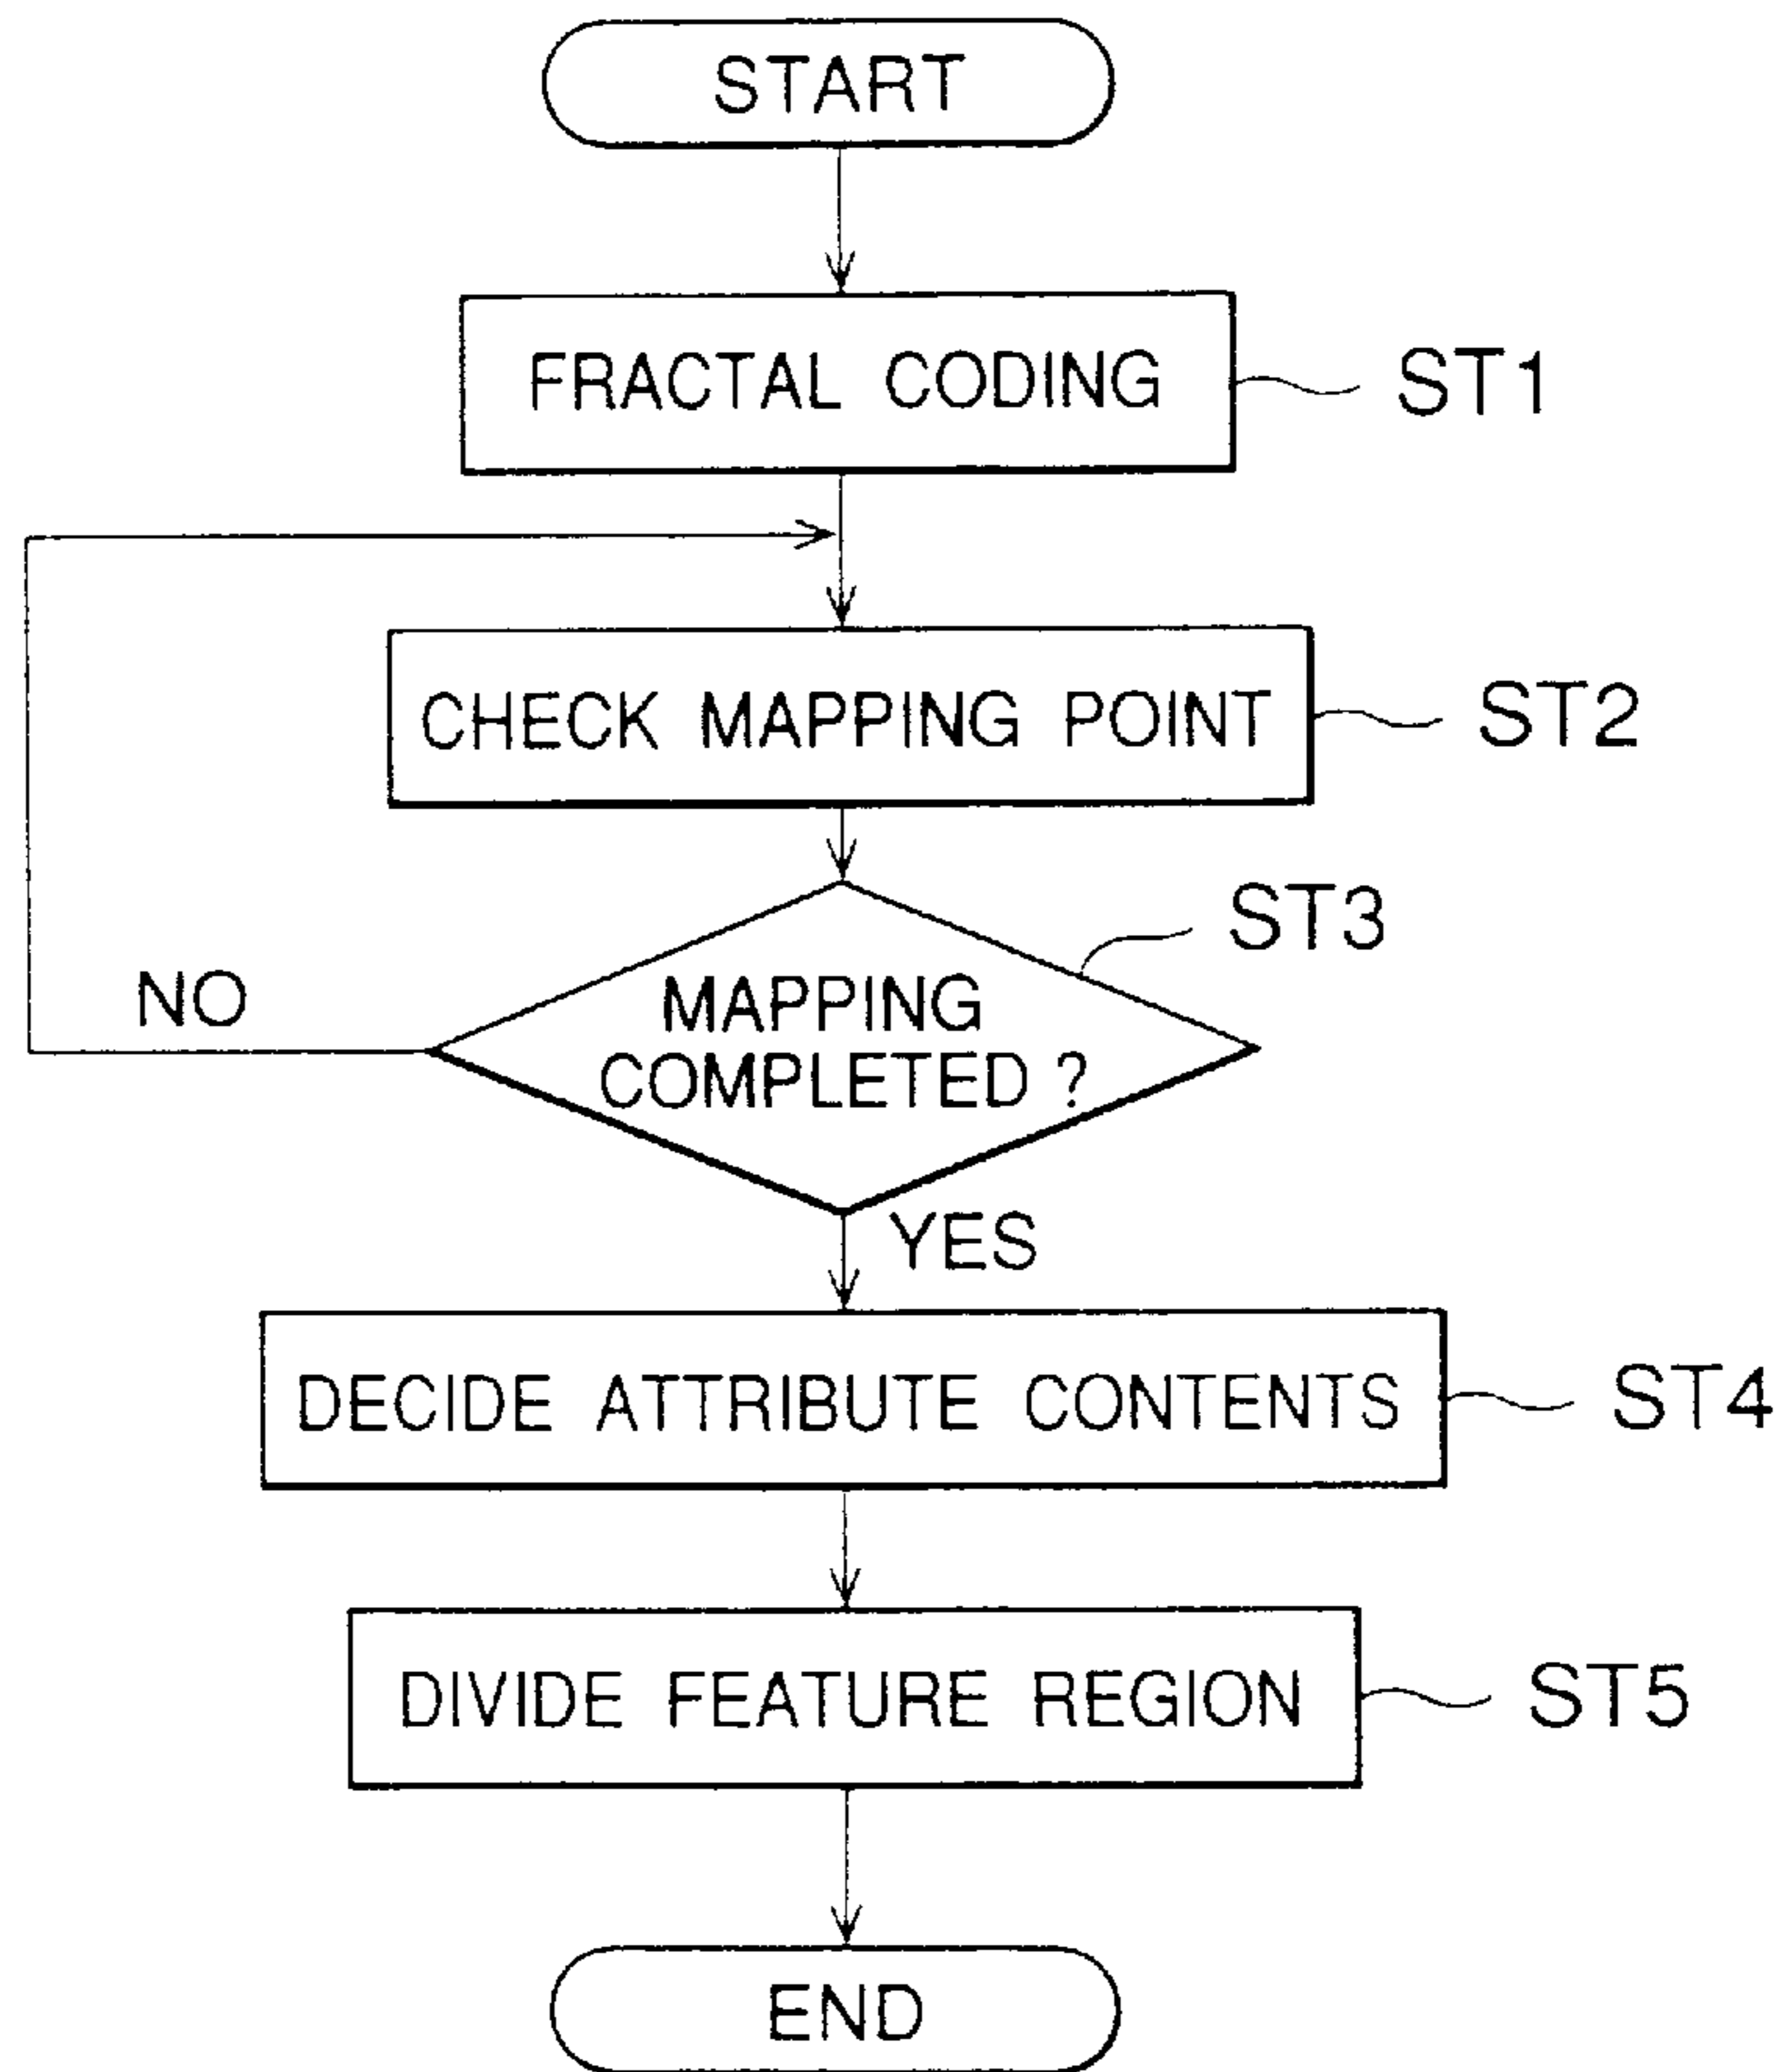 START
FRACTAL CODING
ST1
CHECK MAPPING POINT
ST2
ST3
MAPPING
COMPLETED ?
NO
YES
DECIDE ATTRIBUTE CONTENTS
ST4
DIVIDE FEATURE REGION
ST5
END